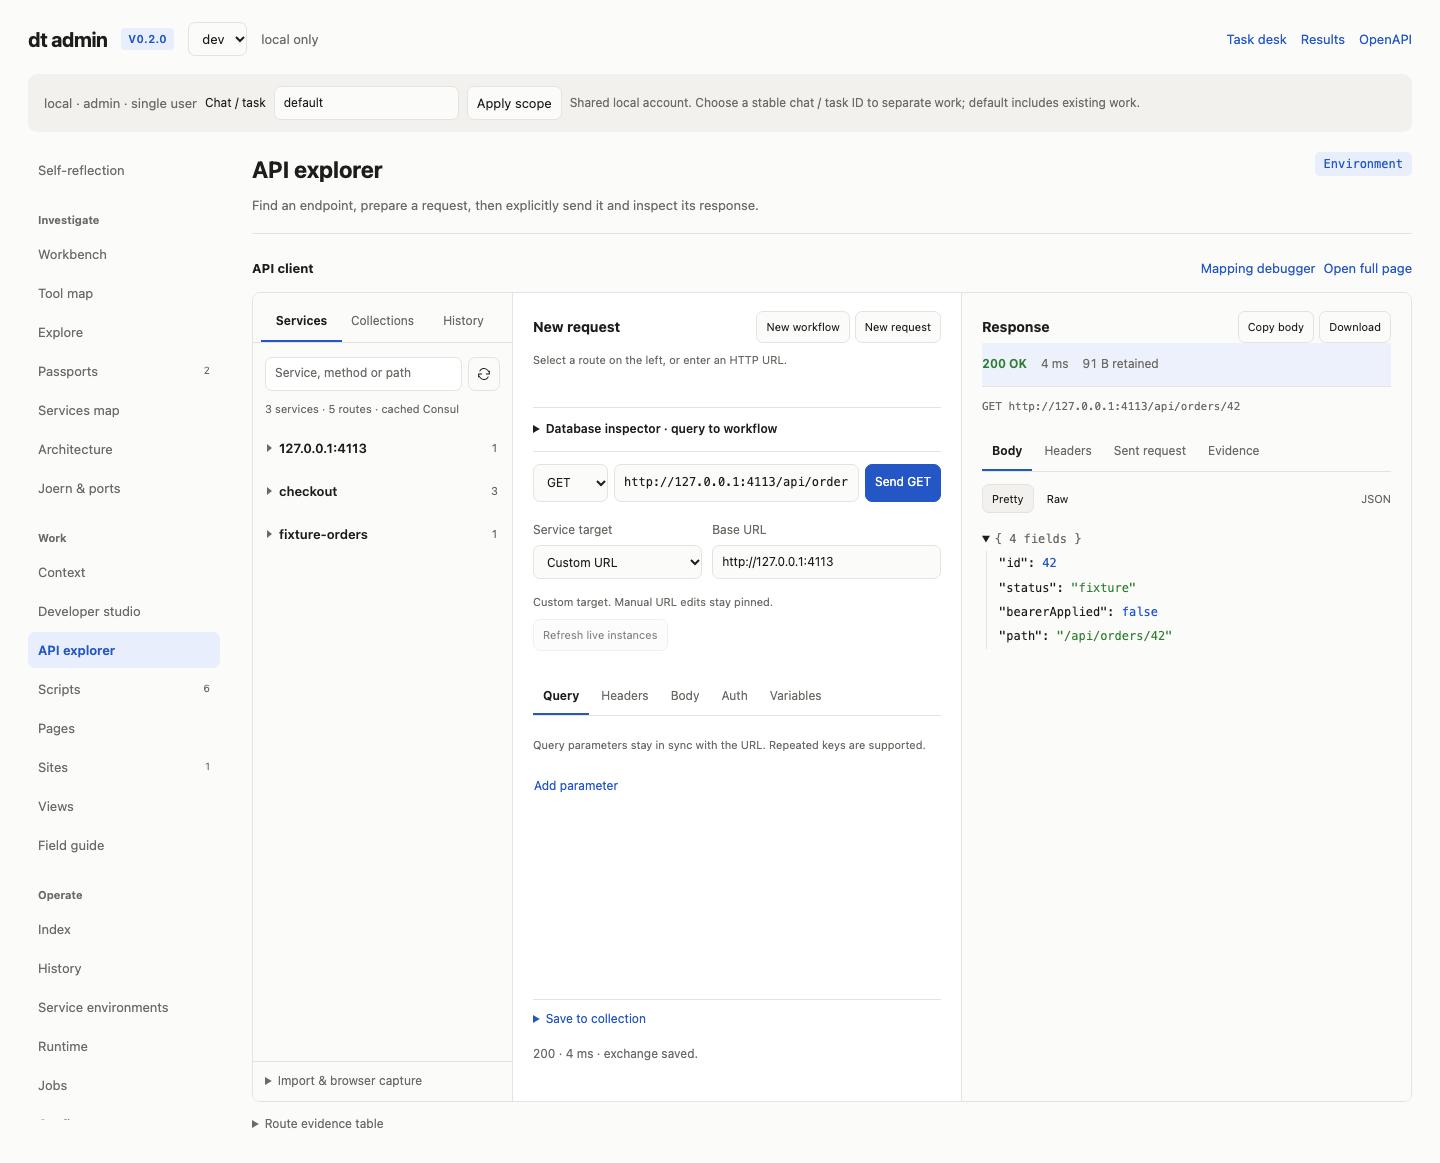 dt admin V0.2.0 dev local only Task desk Results OpenAPI
local · admin · single user Chat / task default Apply scope Shared local account. Choose a stable chat / task ID to separate work; default includes existing work.
Self-reflection
Investigate
Workbench
Tool map
Explore
Passports 2
Services map
Architecture
Joern & ports
Work
Context
Developer studio
API explorer
Scripts 6
Pages
Sites 1
Views
Field guide
Operate
Index
History
Service environments
Runtime
Jobs
API explorer Environment
Find an endpoint, prepare a request, then explicitly send it and inspect its response.
API client Mapping debugger Open full page
Services Collections History
Service, method or path
3 services · 5 routes · cached Consul
127.0.0.1:4113 1
checkout 3
fixture-orders 1
Import & browser capture
New request New workflow New request
Select a route on the left, or enter an HTTP URL.
Database inspector · query to workflow
GET http://127.0.0.1:4113/api/order Send GET
Service target Base URL
Custom URL http://127.0.0.1:4113
Custom target. Manual URL edits stay pinned.
Refresh live instances
Query Headers Body Auth Variables
Query parameters stay in sync with the URL. Repeated keys are supported.
Add parameter
Save to collection
200 · 4 ms · exchange saved.
Response Copy body Download
200 OK 4 ms 91 B retained
GET http://127.0.0.1:4113/api/orders/42
Body Headers Sent request Evidence
Pretty Raw JSON
{ 4 fields }
"id": 42
"status": "fixture"
"bearerApplied": false
"path": "/api/orders/42"
Route evidence table